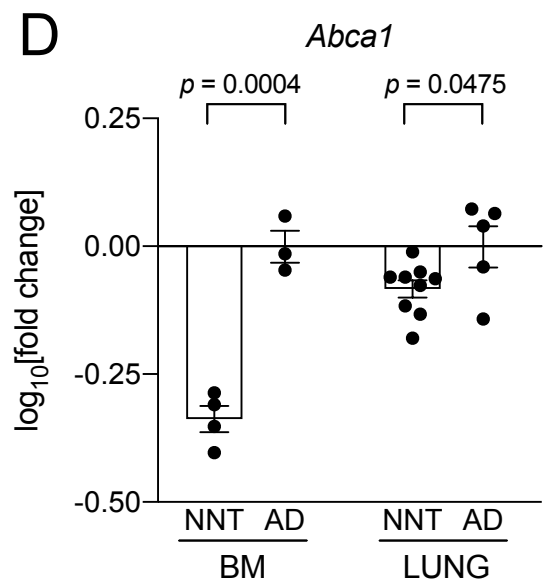 D
Abca1
p = 0.0004
p = 0.0475
0.25
0.00
-0.25
-0.50
log10[fold change]
NNT AD NNT AD
BM LUNG